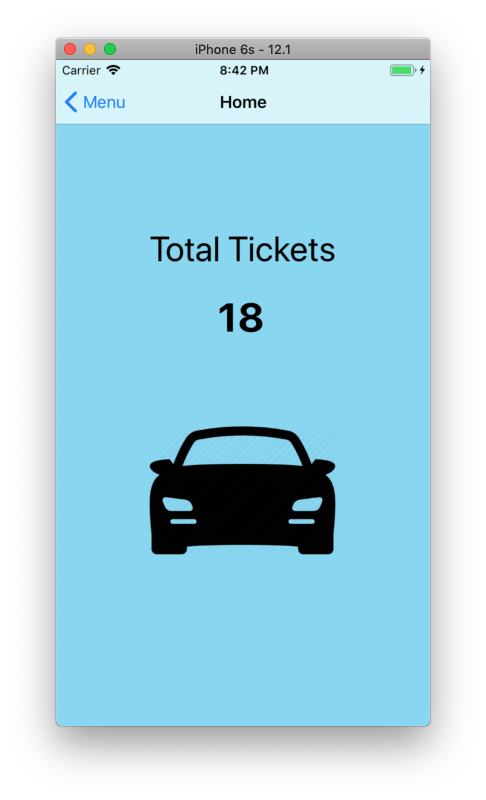 iPhone 6s - 12.1
Carrier 8:42 PM
Menu Home
Total Tickets
18